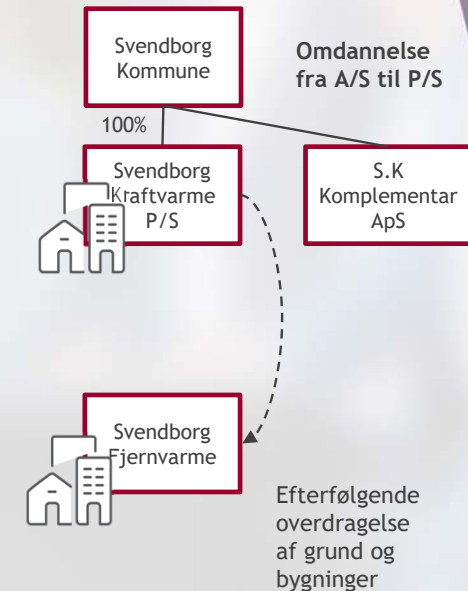 Svendborg
Kommune
Omdannelse
fra A/S til P/S
100%
Svendborg
Kraftvarme
P/S
S.K
Komplementar
ApS
Svendborg
Fjernvarme
Efterfølgende
overdragelse
af grund og
bygninger